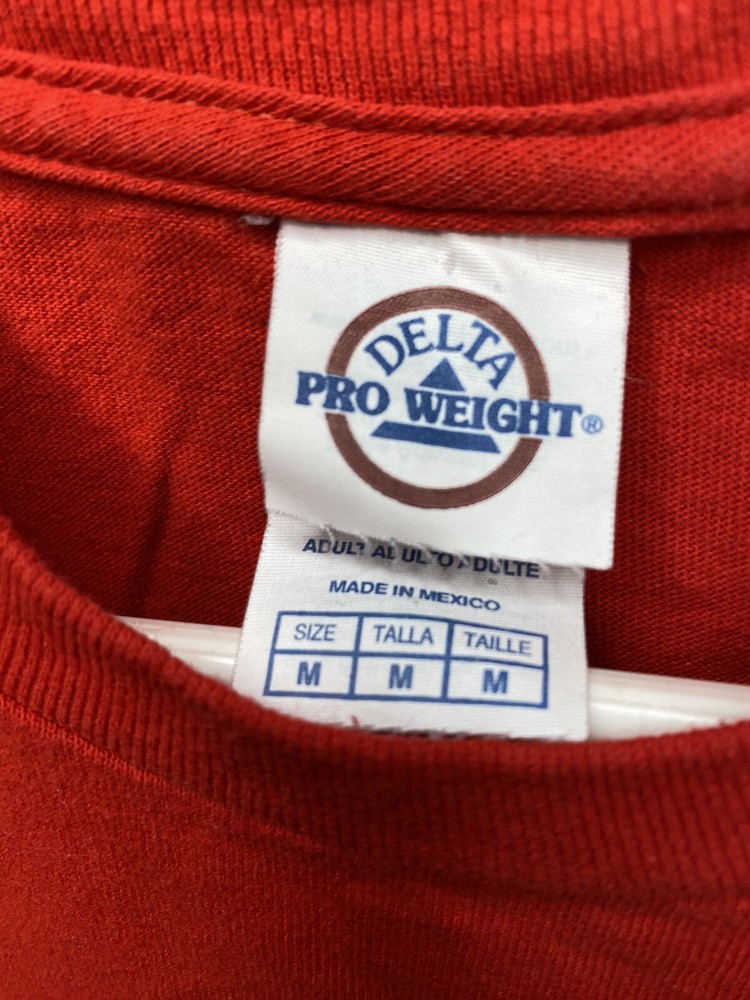 DELTA
PRO WEIGHT®
ADULT ADULTO ADULTE
MADE IN MEXICO
SIZE TALLA TAILLE
M M M